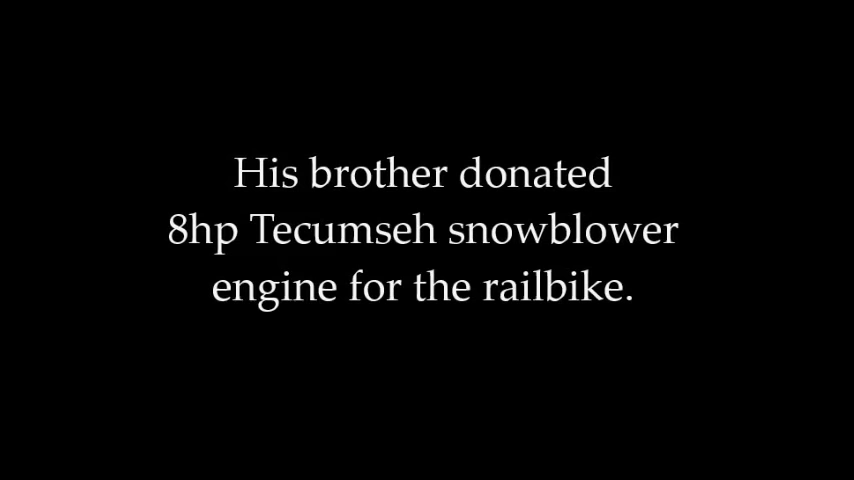 His brother donated
8hp Tecumseh snowblower
engine for the railbike.